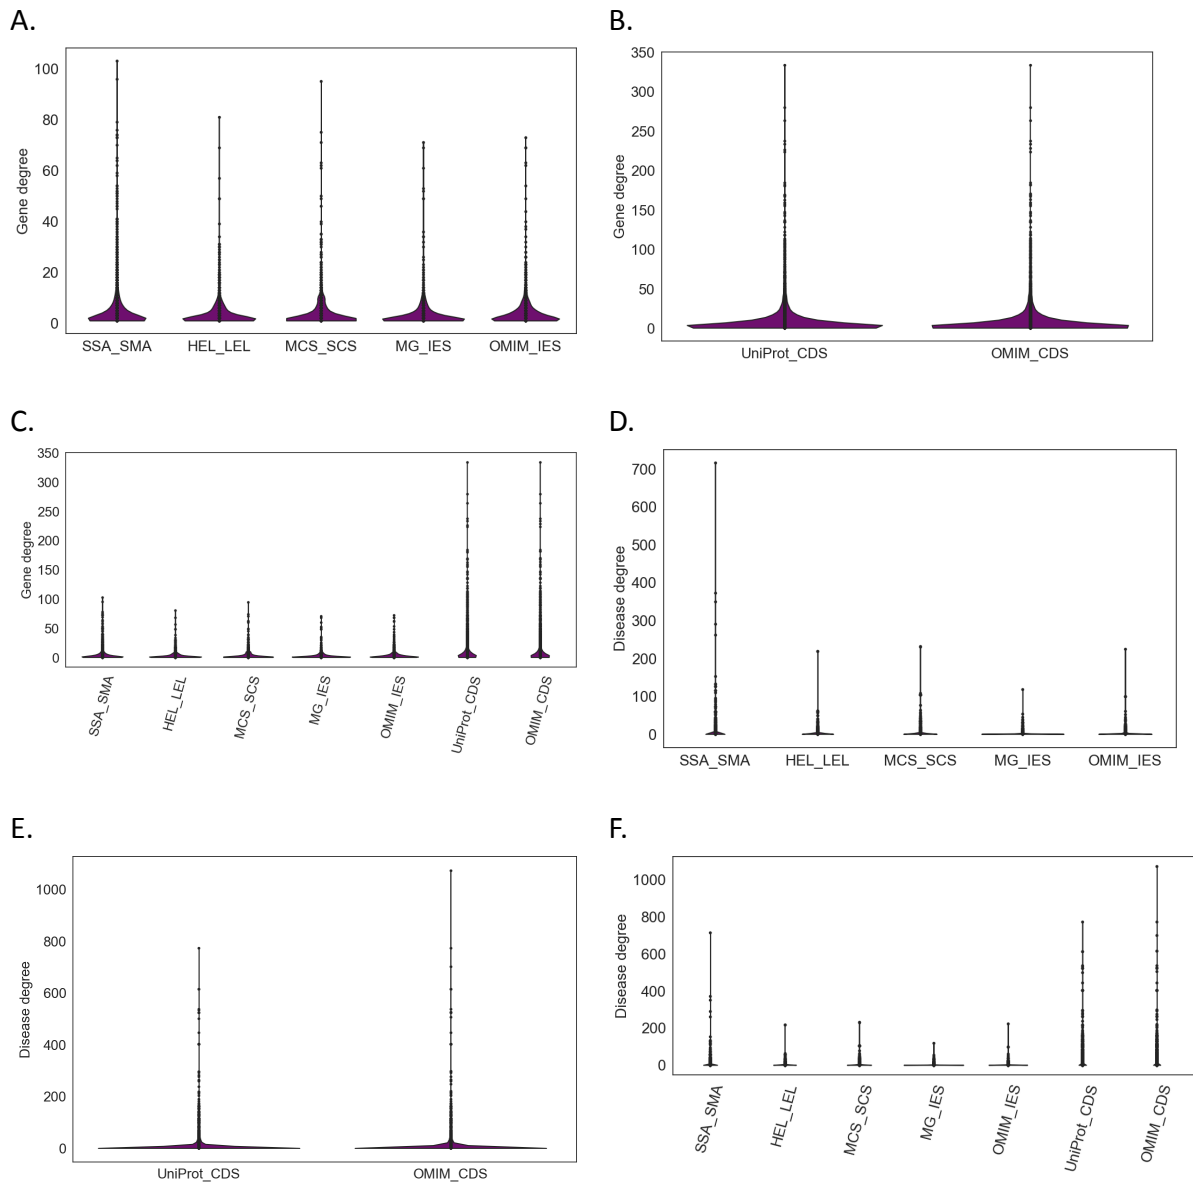 A.
B.
Gene degree
100
80
60
40
20
0
SSA_SMA HEL_LEL MCS_SCS MG_IES OMIM_IES
Gene degree
350
300
250
200
150
100
50
0
UniProt_CDS OMIM_CDS
C.
D.
Gene degree
350
300
250
200
150
100
50
0
SSA_SMA HEL_LEL MCS_SCS MG_IES OMIM_IES UniProt_CDS OMIM_CDS
Disease degree
700
600
500
400
300
200
100
0
SSA_SMA HEL_LEL MCS_SCS MG_IES OMIM_IES
E.
F.
Disease degree
1000
800
600
400
200
0
UniProt_CDS OMIM_CDS
Disease degree
1000
800
600
400
200
0
SSA_SMA HEL_LEL MCS_SCS MG_IES OMIM_IES UniProt_CDS OMIM_CDS